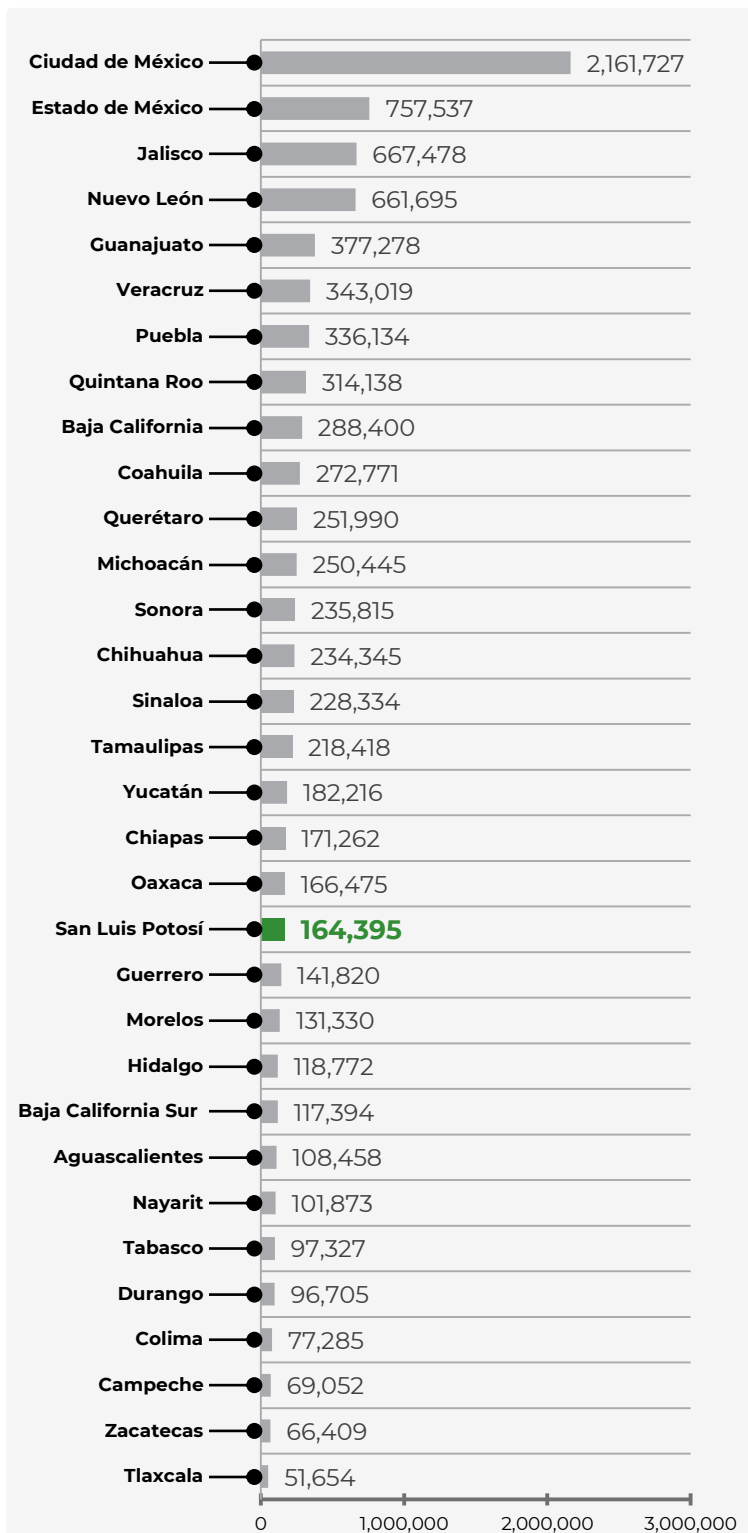 Ciudad de México 2,161,727
Estado de México 757,537
Jalisco 667,478
Nuevo León 661,695
Guanajuato 377,278
Veracruz 343,019
Puebla 336,134
Quintana Roo 314,138
Baja California 288,400
Coahuila 272,771
Querétaro 251,990
Michoacán 250,445
Sonora 235,815
Chihuahua 234,345
Sinaloa 228,334
Tamaulipas 218,418
Yucatán 182,216
Chiapas 171,262
Oaxaca 166,475
San Luis Potosí 164,395
Guerrero 141,820
Morelos 131,330
Hidalgo 118,772
Baja California Sur 117,394
Aguascalientes 108,458
Nayarit 101,873
Tabasco 97,327
Durango 96,705
Colima 77,285
Campeche 69,052
Zacatecas 66,409
Tlaxcala 51,654
0 1,000,000 2,000,000 3,000,000